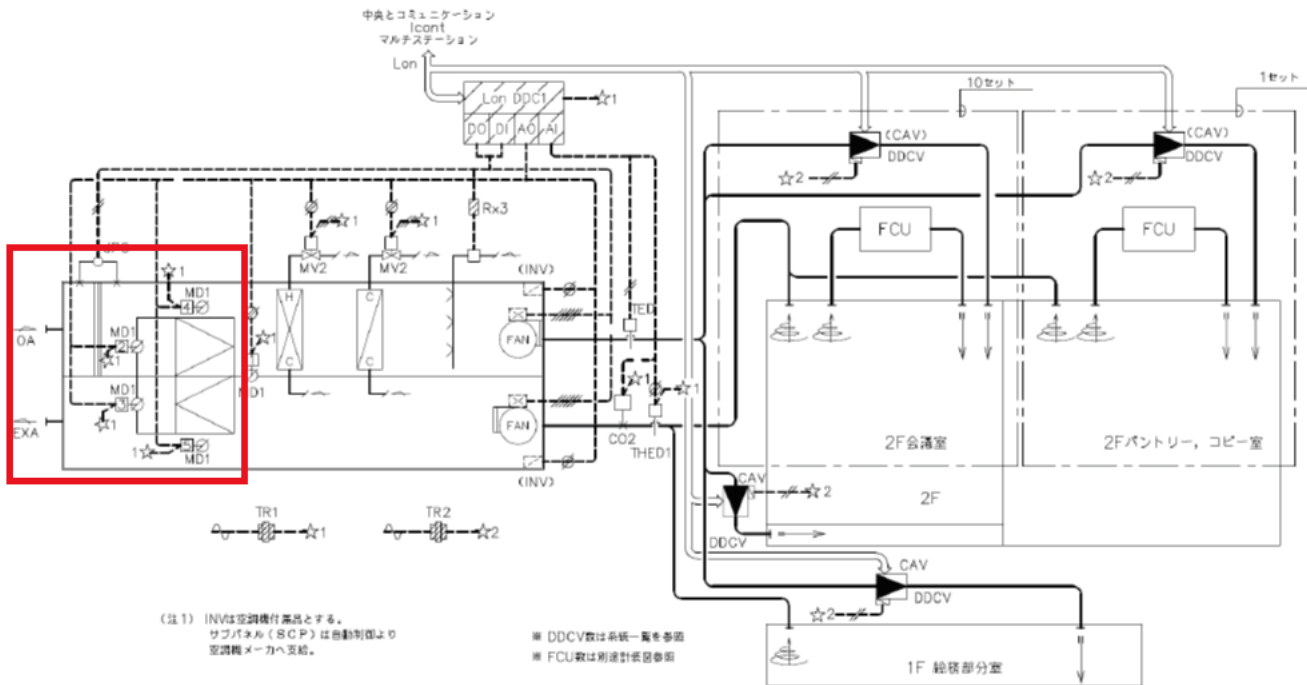 中央とコミュニケーション
Icont
マルチステーション
Lon
Lon DDC1
☆1
DO DI AO AI
10セット
1セット
(CAV)
DDCV
☆2
(CAV)
DDCV
☆2
Rx3
☆1
☆1
MV2
MV2
(INV)
FCU
FCU
☆1
MD1
4
OA
MD1
2
☆1
H
C
C
C
☆1
MD1
FAN
TED
MD1
3
☆1
EXA
5
☆1
MD1
FAN
(INV)
☆1
☆1
CO2
THED1
2F会議室
2Fパントリー，コピー室
CAV
☆2
DDCV
2F
TR1
☆1
TR2
☆2
CAV
DDCV
☆2
(注1) INVは空調機付属品とする。
サブパネル(SCP)は自動制御より
空調機メーカへ支給。
※ DDCV数は系統一覧を参照
※ FCU数は別途計装図参照
1F 総務部分室